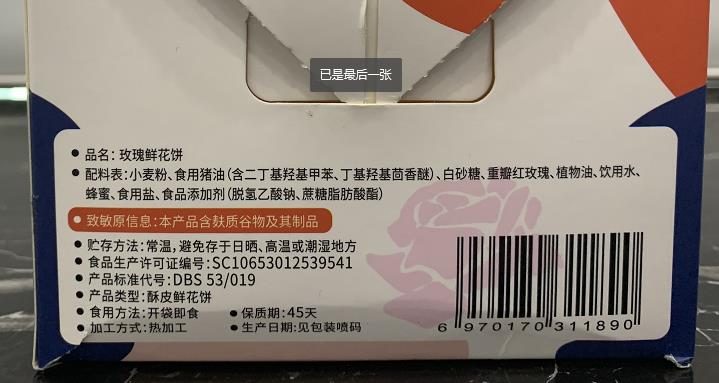 已是最后一张
● 品名：玫瑰鲜花饼
● 配料表：小麦粉、食用猪油(含二丁基羟基甲苯、丁基羟基茴香醚)、白砂糖、重瓣红玫瑰、植物油、饮用水、
蜂蜜、食用盐、食品添加剂(脱氢乙酸钠、蔗糖脂肪酸酯)
● 致敏原信息：本产品含麸质谷物及其制品
● 贮存方法：常温，避免存于日晒、高温或潮湿地方
● 食品生产许可证编号：SC10653012539541
● 产品标准代号：DBS 53/019
● 产品类型：酥皮鲜花饼
● 食用方法：开袋即食 ● 保质期：45天
● 加工方式：热加工 ● 生产日期：见包装喷码
6 970170 311890